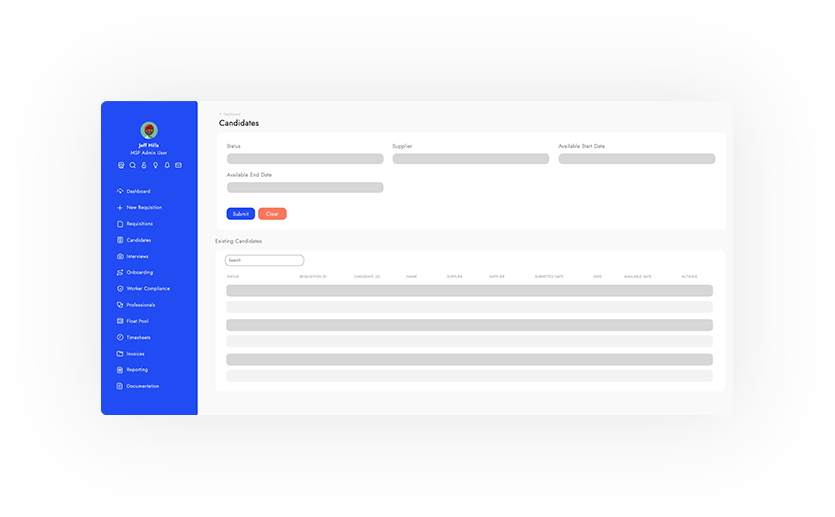 < Dashboard
Candidates
Jeff Hills
MSP Admin User
Dashboard
New Requisition
Requisitions
Candidates
Interviews
Onboarding
Worker Compliance
Professionals
Float Pool
Timesheets
Invoices
Reporting
Documentation
Status Supplier Available Start Date
Available End Date
Submit Clear
Existing Candidates
Search
STATUS REQUISITION ID CANDIDATE ID NAME SUPPLIER SUPPLIER SUBMITTED DATE RATE AVAILABLE DATE ACTIONS